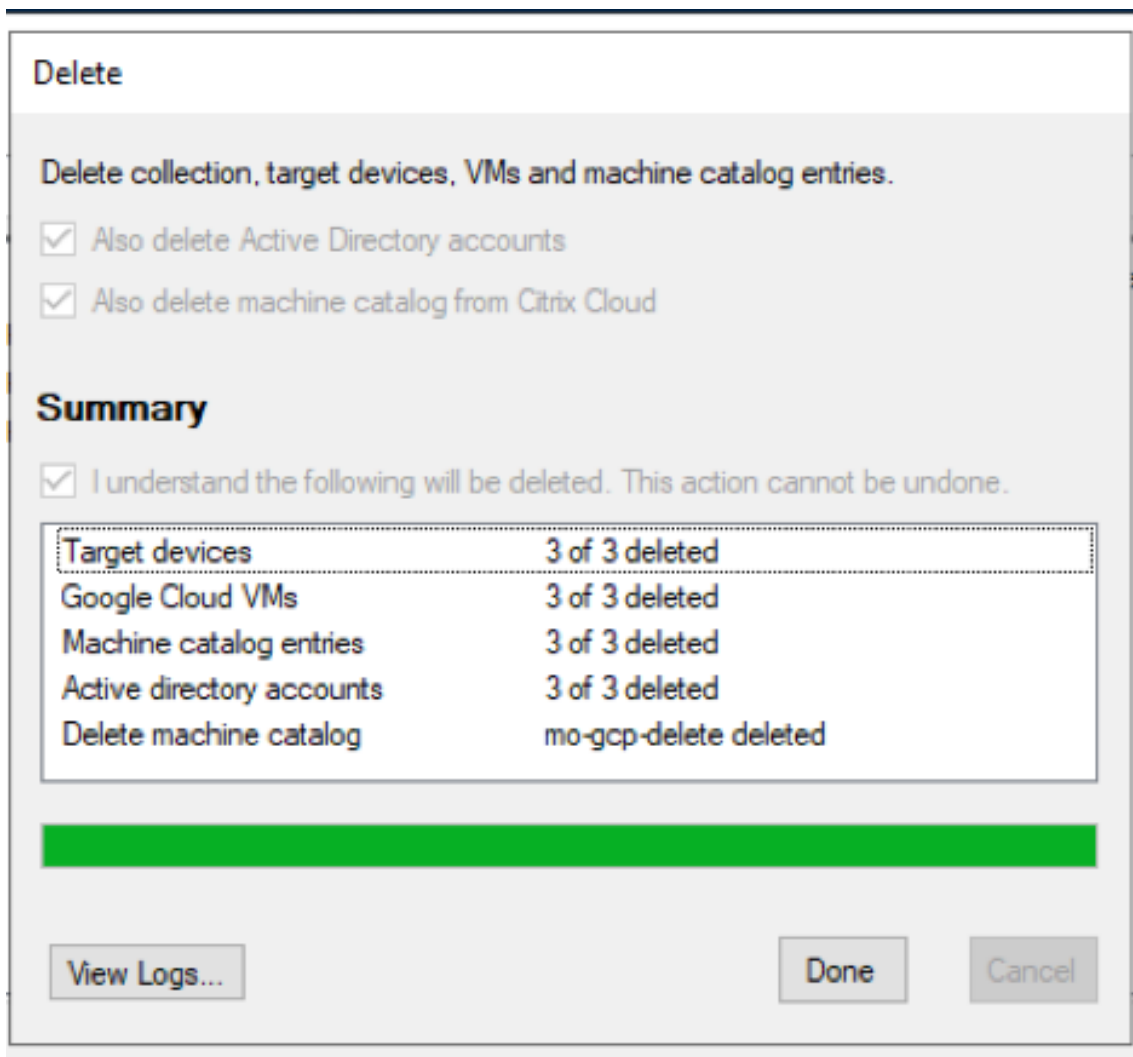 Delete
Delete collection, target devices, VMs and machine catalog entries.
Also delete Active Directory accounts
Also delete machine catalog from Citrix Cloud
Summary
I understand the following will be deleted. This action cannot be undone.
Target devices 3 of 3 deleted
Google Cloud VMs 3 of 3 deleted
Machine catalog entries 3 of 3 deleted
Active directory accounts 3 of 3 deleted
Delete machine catalog mo-gcp-delete deleted
View Logs... Done Cancel